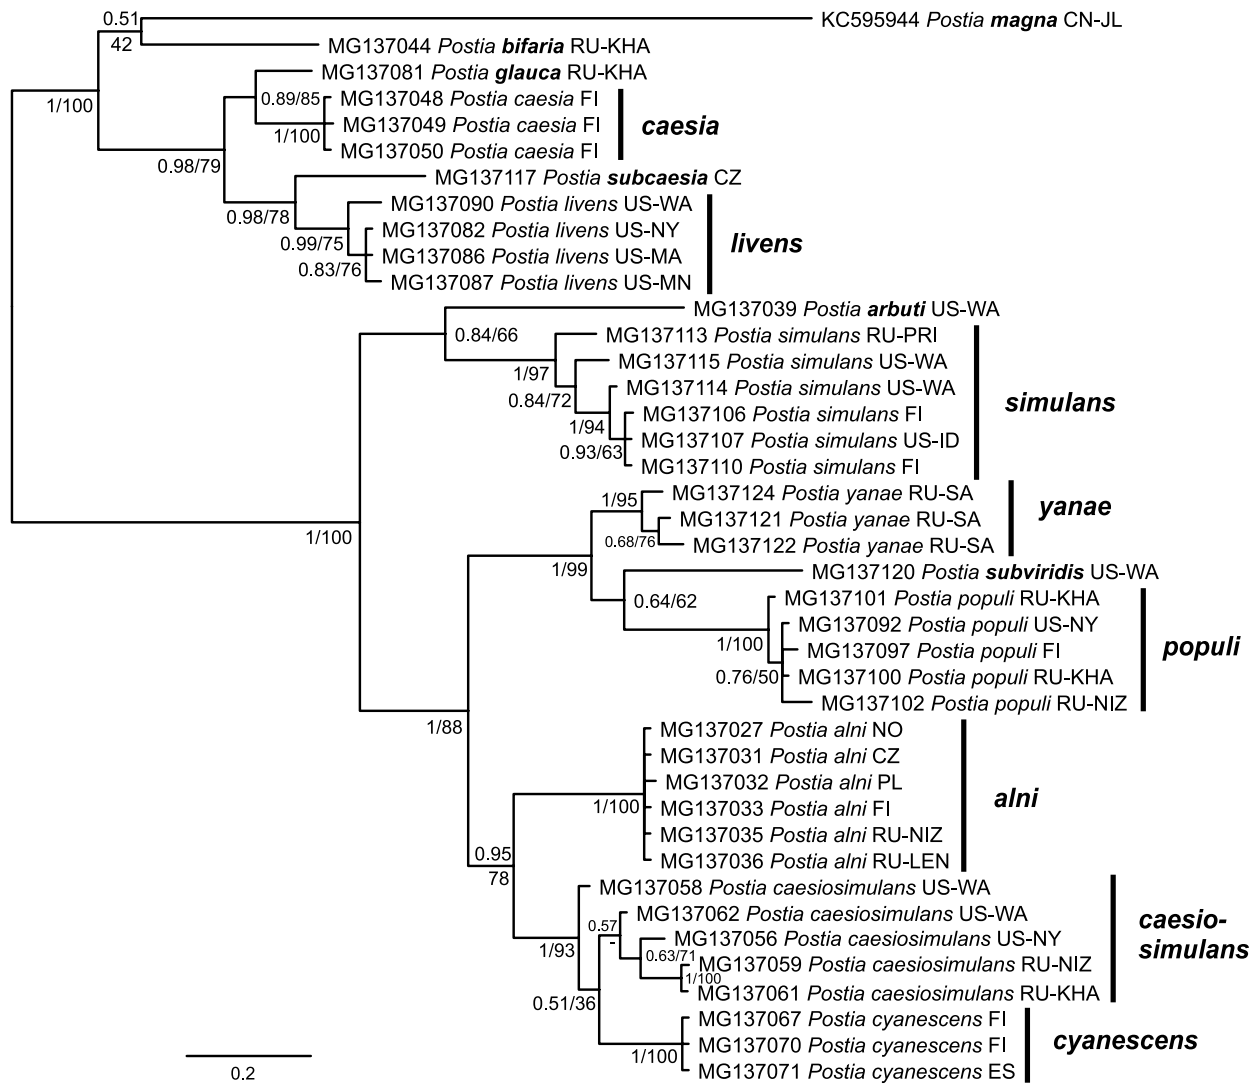 0.51
KC595944 Postia magna CN-JL
42
MG137044 Postia bifaria RU-KHA
MG137081 Postia glauca RU-KHA
1/100
0.89/85
MG137048 Postia caesia FI
MG137049 Postia caesia FI
caesia
1/100
MG137050 Postia caesia FI
0.98/79
MG137117 Postia subcaesia CZ
MG137090 Postia livens US-WA
0.98/78
MG137082 Postia livens US-NY
livens
0.99/75
MG137086 Postia livens US-MA
0.83/76
MG137087 Postia livens US-MN
MG137039 Postia arbuti US-WA
0.84/66
MG137113 Postia simulans RU-PRI
MG137115 Postia simulans US-WA
1/97
MG137114 Postia simulans US-WA
0.84/72
simulans
MG137106 Postia simulans FI
1/94
MG137107 Postia simulans US-ID
0.93/63
MG137110 Postia simulans FI
1/95
MG137124 Postia yanae RU-SA
yanae
MG137121 Postia yanae RU-SA
1/100
0.68/76
MG137122 Postia yanae RU-SA
1/99
MG137120 Postia subviridis US-WA
0.64/62
MG137101 Postia populi RU-KHA
MG137092 Postia populi US-NY
1/100
MG137097 Postia populi FI
populi
0.76/50
MG137100 Postia populi RU-KHA
MG137102 Postia populi RU-NIZ
1/88
MG137027 Postia alni NO
MG137031 Postia alni CZ
MG137032 Postia alni PL
alni
1/100
MG137033 Postia alni FI
MG137035 Postia alni RU-NIZ
0.95
MG137036 Postia alni RU-LEN
78
MG137058 Postia caesiosimulans US-WA
MG137062 Postia caesiosimulans US-WA
caesio-
0.57
-
MG137056 Postia caesiosimulans US-NY
simulans
1/93
0.63/71
MG137059 Postia caesiosimulans RU-NIZ
1/100
MG137061 Postia caesiosimulans RU-KHA
0.51/36
MG137067 Postia cyanescens FI
MG137070 Postia cyanescens FI
cyanescens
1/100
MG137071 Postia cyanescens ES
0.2